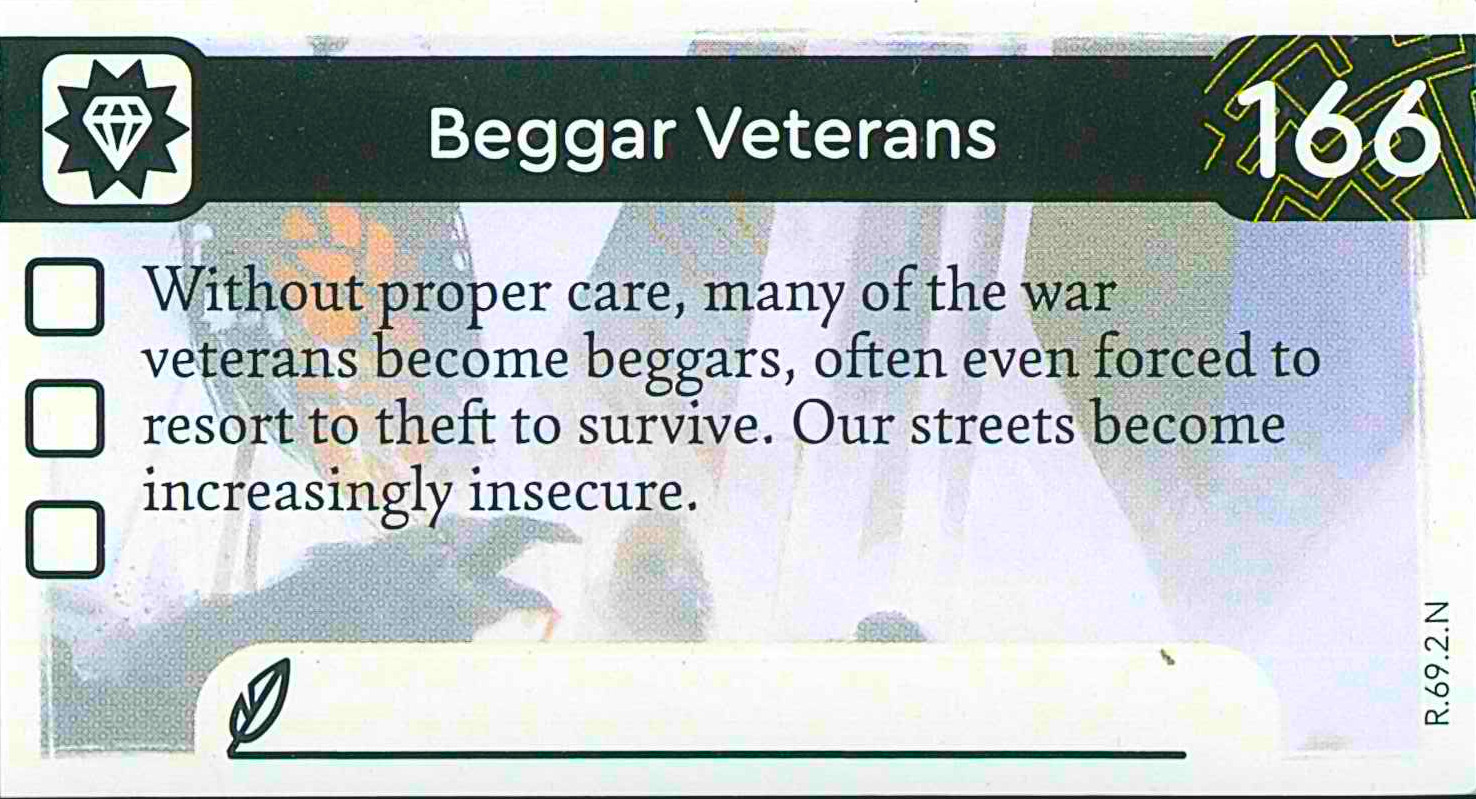 Beggar Veterans
166
Without proper care, many of the war
veterans become beggars, often even forced to
resort to theft to survive. Our streets become
increasingly insecure.
R.69.2.N